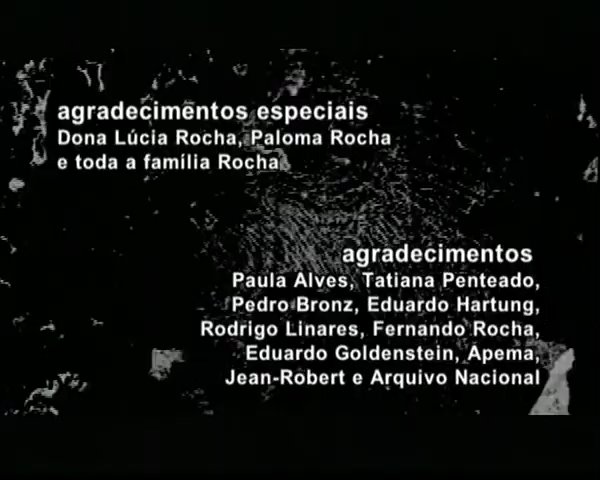 agradecimentos especiais
Dona Lúcia Rocha, Paloma Rocha
e toda a família Rocha
agradecimentos
Paula Alves, Tatiana Penteado,
Pedro Bronz, Eduardo Hartung,
Rodrigo Linares, Fernando Rocha,
Eduardo Goldenstein, Apema,
Jean-Robert e Arquivo Nacional